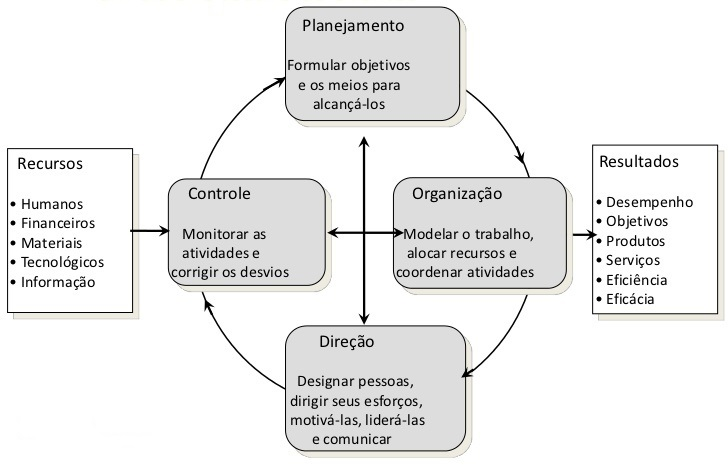 Planejamento
Formular objetivos
e os meios para
alcançá-los
Recursos
• Humanos
• Financeiros
• Materiais
• Tecnológicos
• Informação
Controle
Monitorar as
atividades e
corrigir os desvios
Organização
Modelar o trabalho,
alocar recursos e
coordenar atividades
Resultados
• Desempenho
• Objetivos
• Produtos
• Serviços
• Eficiência
• Eficácia
Direção
Designar pessoas,
dirigir seus esforços,
motivá-las, liderá-las
e comunicar